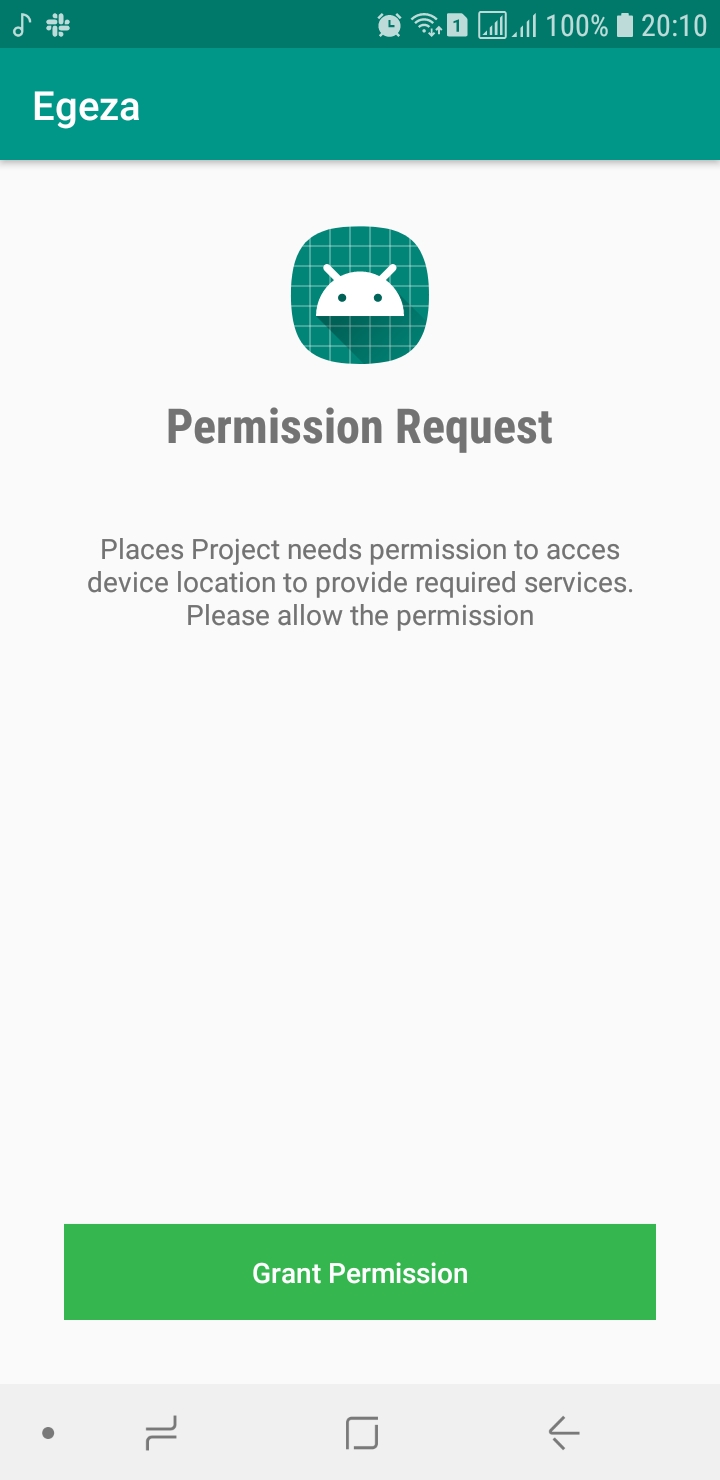 1 100% 20:10
Egeza
Permission Request
Places Project needs permission to acces
device location to provide required services.
Please allow the permission
Grant Permission